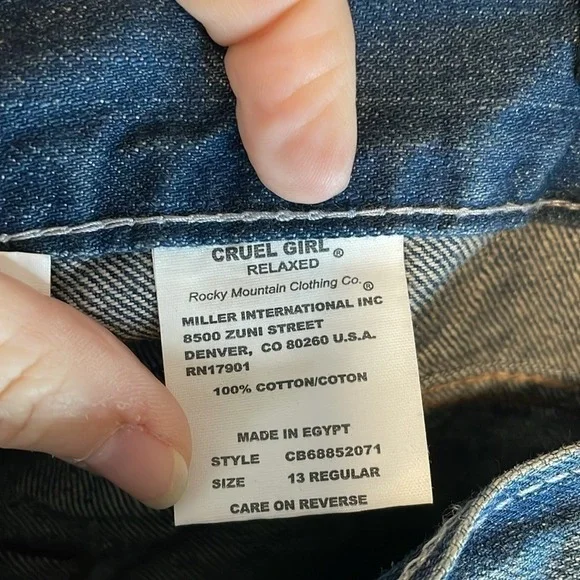 CRUEL GIRL®
RELAXED
Rocky Mountain Clothing Co.®
MILLER INTERNATIONAL INC
8500 ZUNI STREET
DENVER, CO 80260 U.S.A.
RN17901
100% COTTON/COTON
MADE IN EGYPT
STYLE CB68852071
SIZE 13 REGULAR
CARE ON REVERSE